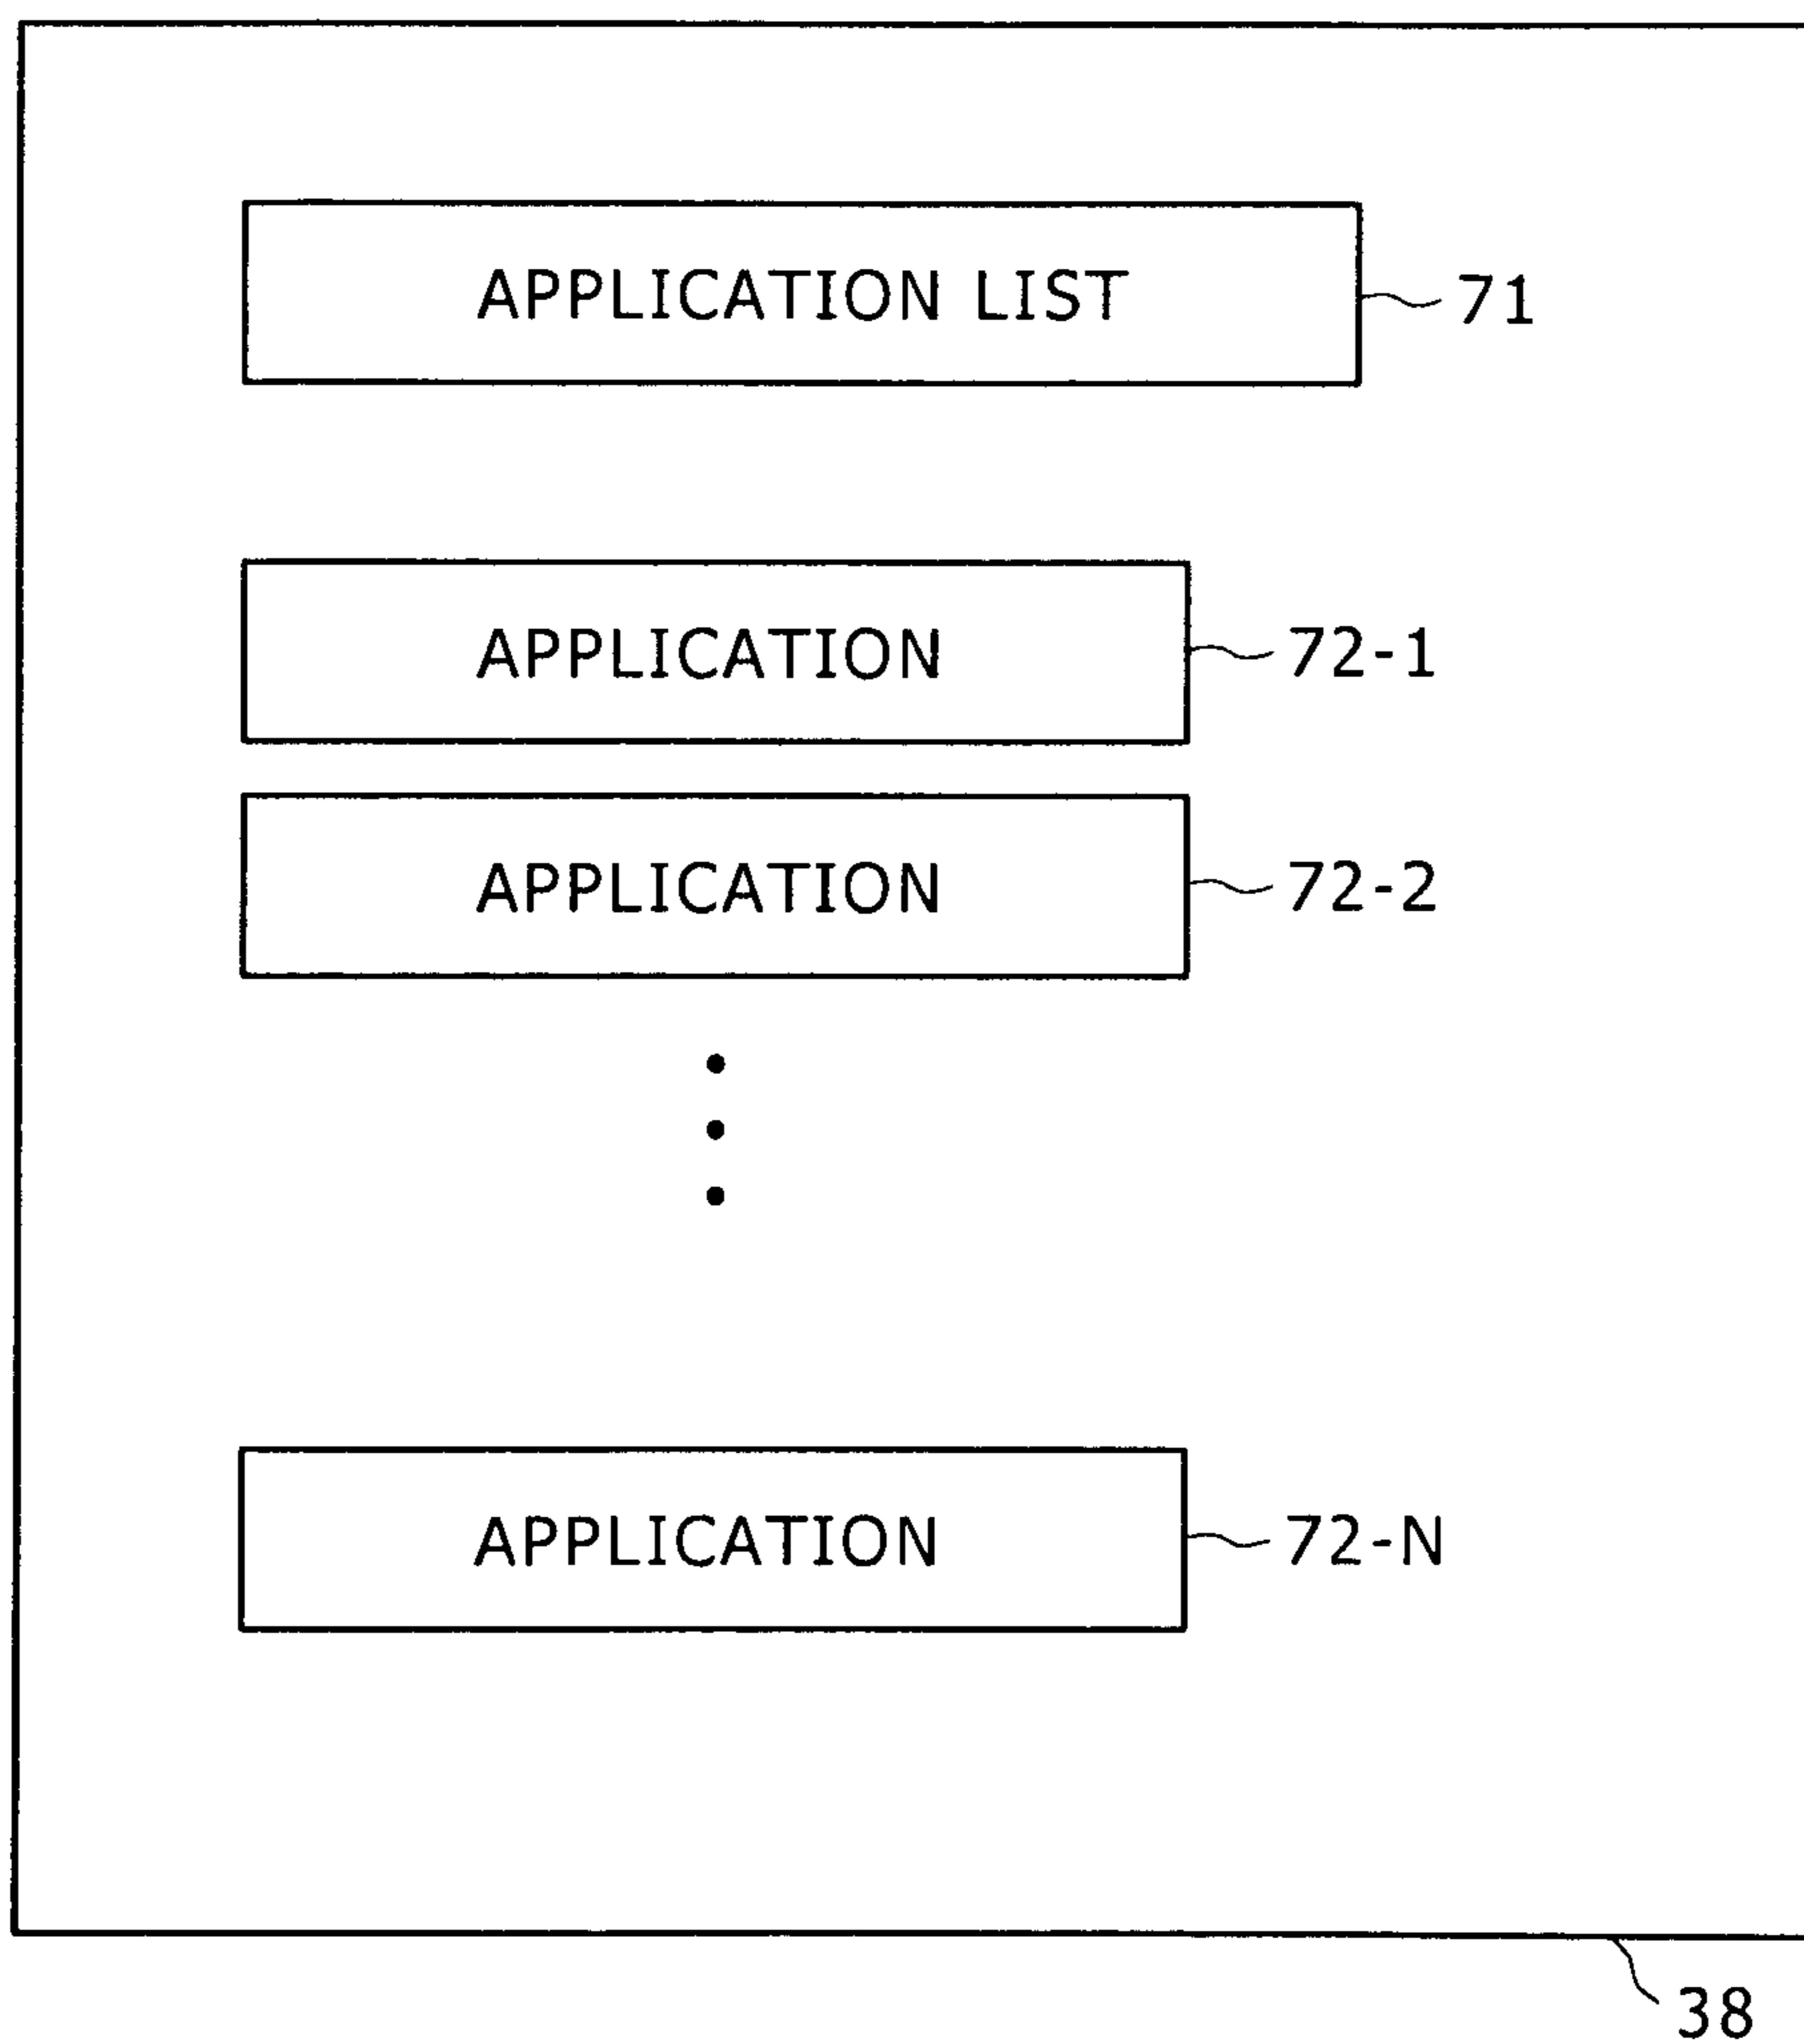 APPLICATION LIST 71
APPLICATION 72-1
APPLICATION 72-2
APPLICATION 72-N
38